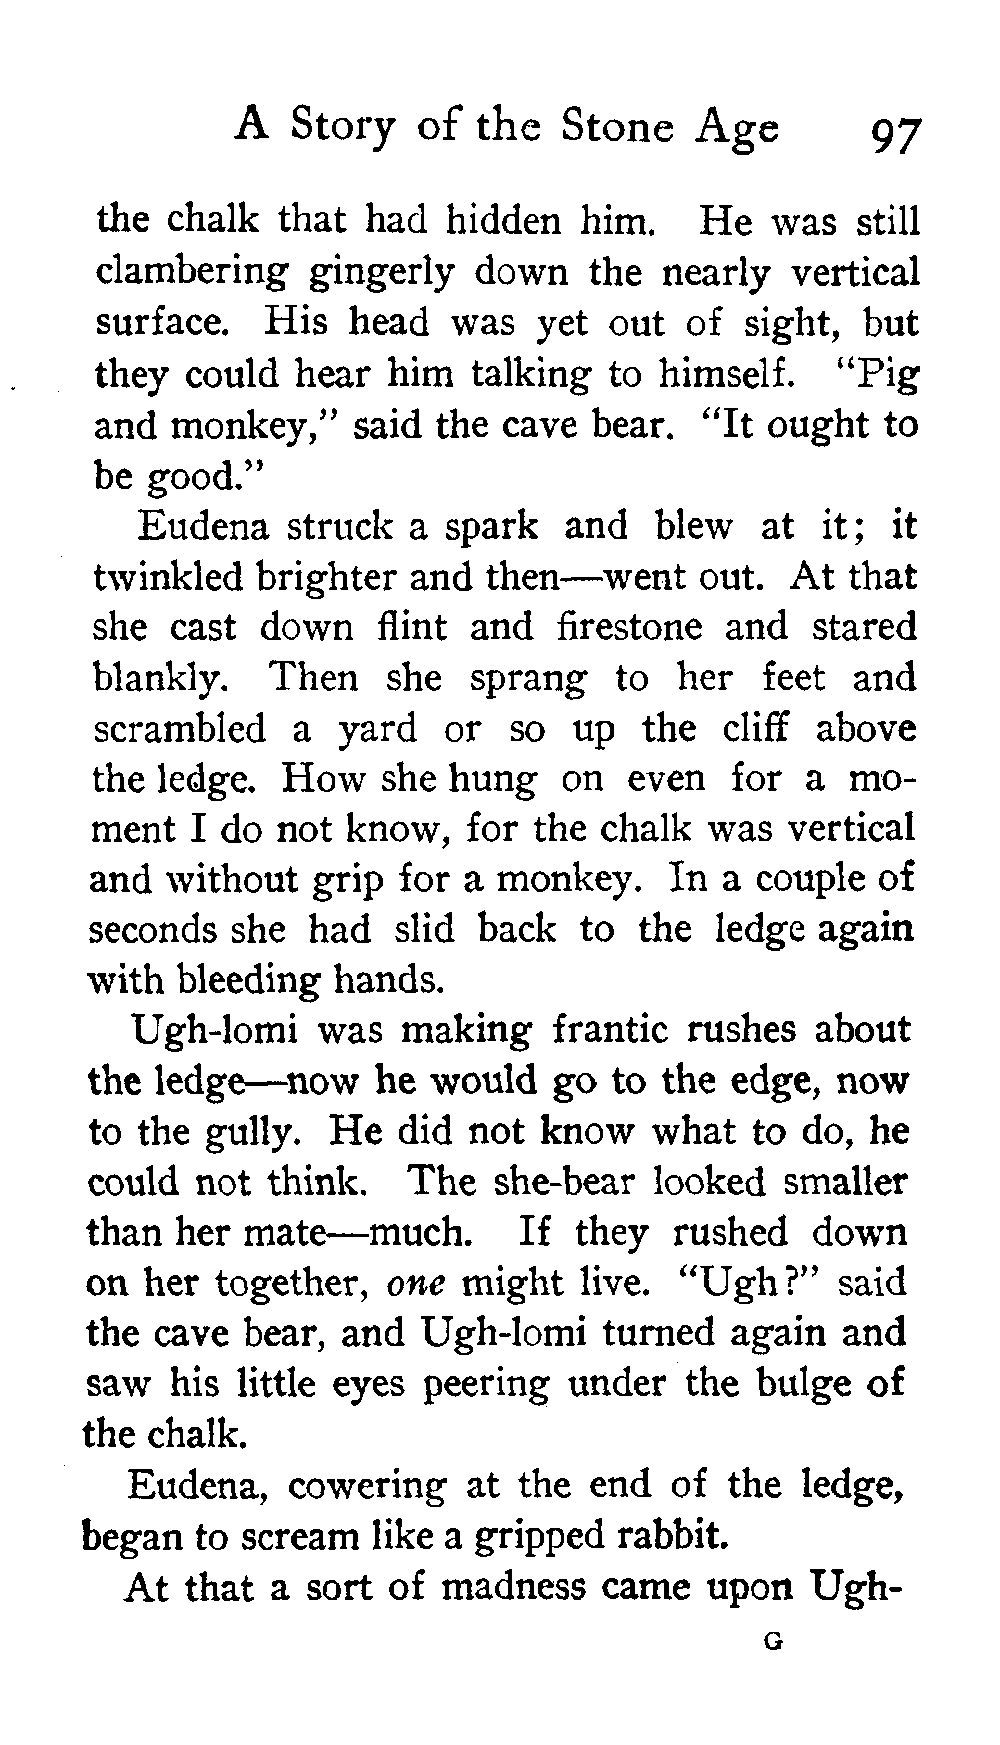 A Story of the Stone Age 97
the chalk that had hidden him. He was still
clambering gingerly down the nearly vertical
surface. His head was yet out of sight, but
they could hear him talking to himself. “Pig
and monkey,” said the cave bear. “It ought to
be good.”
Eudena struck a spark and blew at it; it
twinkled brighter and then—went out. At that
she cast down flint and firestone and stared
blankly. Then she sprang to her feet and
scrambled a yard or so up the cliff above
the ledge. How she hung on even for a mo-
ment I do not know, for the chalk was vertical
and without grip for a monkey. In a couple of
seconds she had slid back to the ledge again
with bleeding hands.
Ugh-lomi was making frantic rushes about
the ledge—now he would go to the edge, now
to the gully. He did not know what to do, he
could not think. The she-bear looked smaller
than her mate—much. If they rushed down
on her together, one might live. “Ugh?” said
the cave bear, and Ugh-lomi turned again and
saw his little eyes peering under the bulge of
the chalk.
Eudena, cowering at the end of the ledge,
began to scream like a gripped rabbit.
At that a sort of madness came upon Ugh-
G